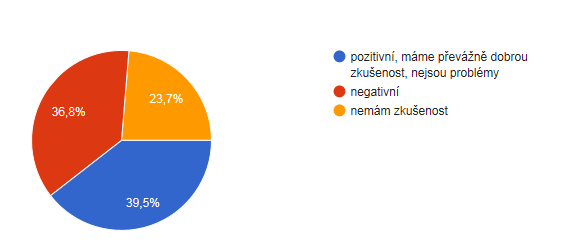 pozitivní, máme převážně dobrou
zkušenost, nejsou problémy
negativní
nemám zkušenost
23,7%
36,8%
39,5%